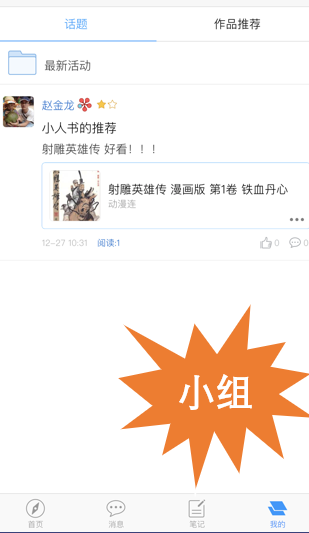 话题
作品推荐
最新活动
赵金龙
小人书的推荐
射雕英雄传 好看！！！
射雕英雄传 漫画版 第1卷 铁血丹心
动漫连
12-27 10:31 阅读:1
0
0
小组
首页
消息
笔记
我的